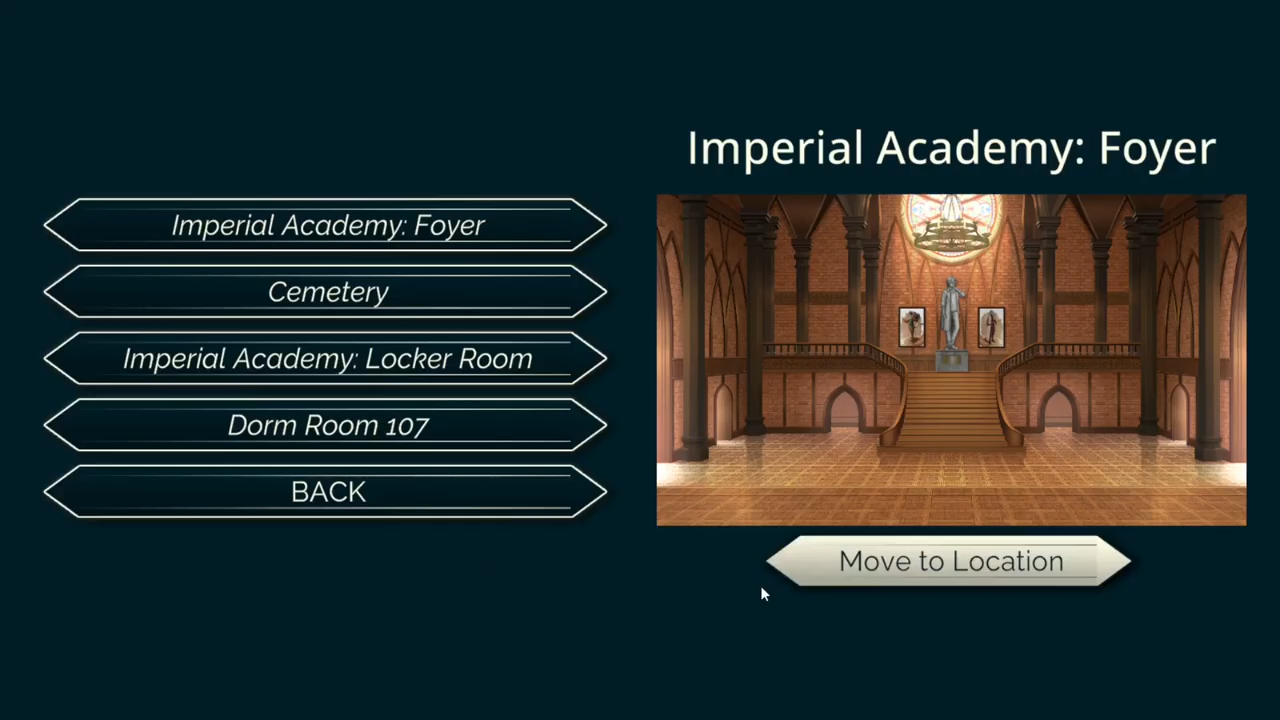 Imperial Academy: Foyer
Cemetery
Imperial Academy: Locker Room
Dorm Room 107
BACK
Imperial Academy: Foyer
Move to Location